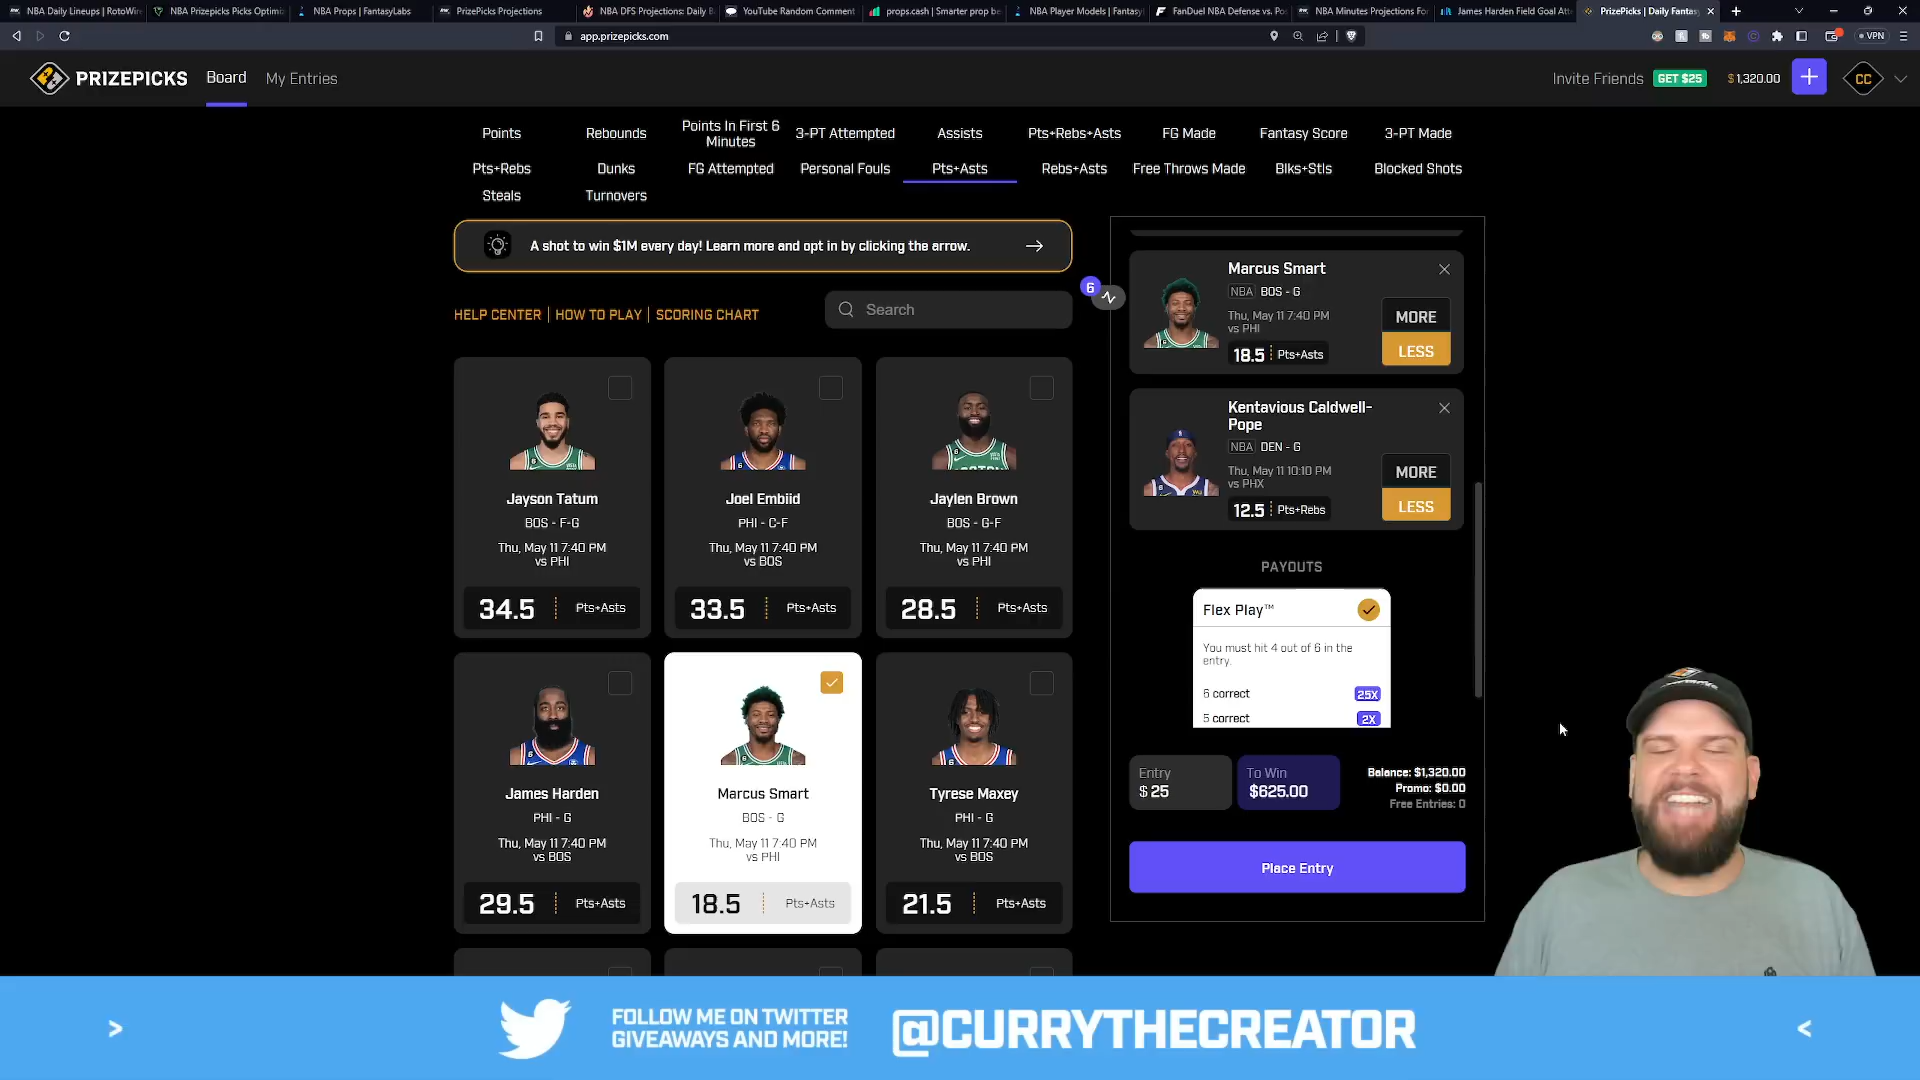 NBA Daily Lineups | RotoWire
NBA Prizepicks Picks Optimi
NBA Props | FantasyLabs
PrizePicks Projections
NBA DFS Projections: Daily
YouTube Random Comment
props.cash | Smarter prop be
NBA Player Models | Fantasy
FanDuel NBA Defense vs. Po
NBA Minutes Projections For
James Harden Field Goal Att
PrizePicks | Daily Fantas
app.prizepicks.com
VPN
PRIZEPICKS
Board
My Entries
Invite Friends
GET $25
$1,320.00
CC
Points
Rebounds
Points In First 6
Minutes
3-PT Attempted
Assists
Pts+Rebs+Asts
FG Made
Fantasy Score
3-PT Made
Pts+Rebs
Dunks
FG Attempted
Personal Fouls
Pts+Asts
Rebs+Asts
Free Throws Made
Blks+Stls
Blocked Shots
Steals
Turnovers
A shot to win $1M every day! Learn more and opt in by clicking the arrow.
HELP CENTER | HOW TO PLAY | SCORING CHART
Search
Jayson Tatum
BOS - F-G
Thu, May 11 7:40 PM
vs PHI
34.5 Pts+Asts
Joel Embiid
PHI - C-F
Thu, May 11 7:40 PM
vs BOS
33.5 Pts+Asts
Jaylen Brown
BOS - G-F
Thu, May 11 7:40 PM
vs PHI
28.5 Pts+Asts
James Harden
PHI - G
Thu, May 11 7:40 PM
vs BOS
29.5 Pts+Asts
Marcus Smart
BOS - G
Thu, May 11 7:40 PM
vs PHI
18.5 Pts+Asts
Tyrese Maxey
PHI - G
Thu, May 11 7:40 PM
vs BOS
21.5 Pts+Asts
6
Marcus Smart
NBA BOS - G
Thu, May 11 7:40 PM
vs PHI
18.5 Pts+Asts
MORE
LESS
Kentavious Caldwell-
Pope
NBA DEN - G
Thu, May 11 10:10 PM
vs PHX
12.5 Pts+Rebs
MORE
LESS
PAYOUTS
Flex Play™
You must hit 4 out of 6 in the
entry.
6 correct 25X
5 correct 2X
Entry
$ 25
To Win
$625.00
Balance: $1,320.00
Promo: $0.00
Free Entries: 0
Place Entry
FOLLOW ME ON TWITTER
GIVEAWAYS AND MORE!
@CURRYTHECREATOR